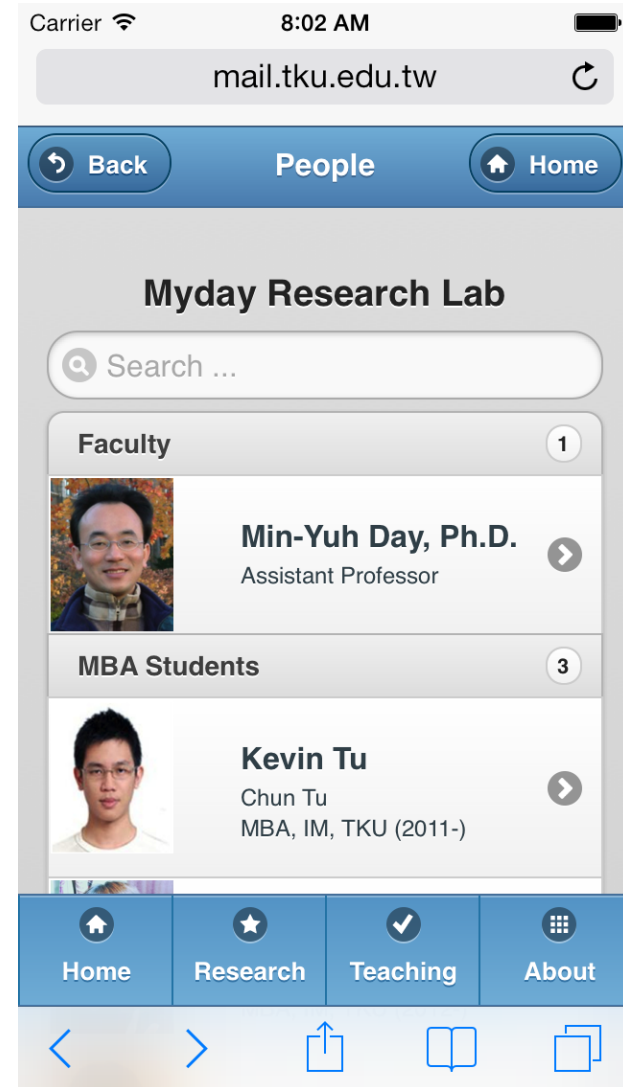 Carrier 8:02 AM
mail.tku.edu.tw
Back People Home
Myday Research Lab
Search ...
Faculty 1
Min-Yuh Day, Ph.D.
Assistant Professor
MBA Students 3
Kevin Tu
Chun Tu
MBA, IM, TKU (2011-)
Home Research Teaching About